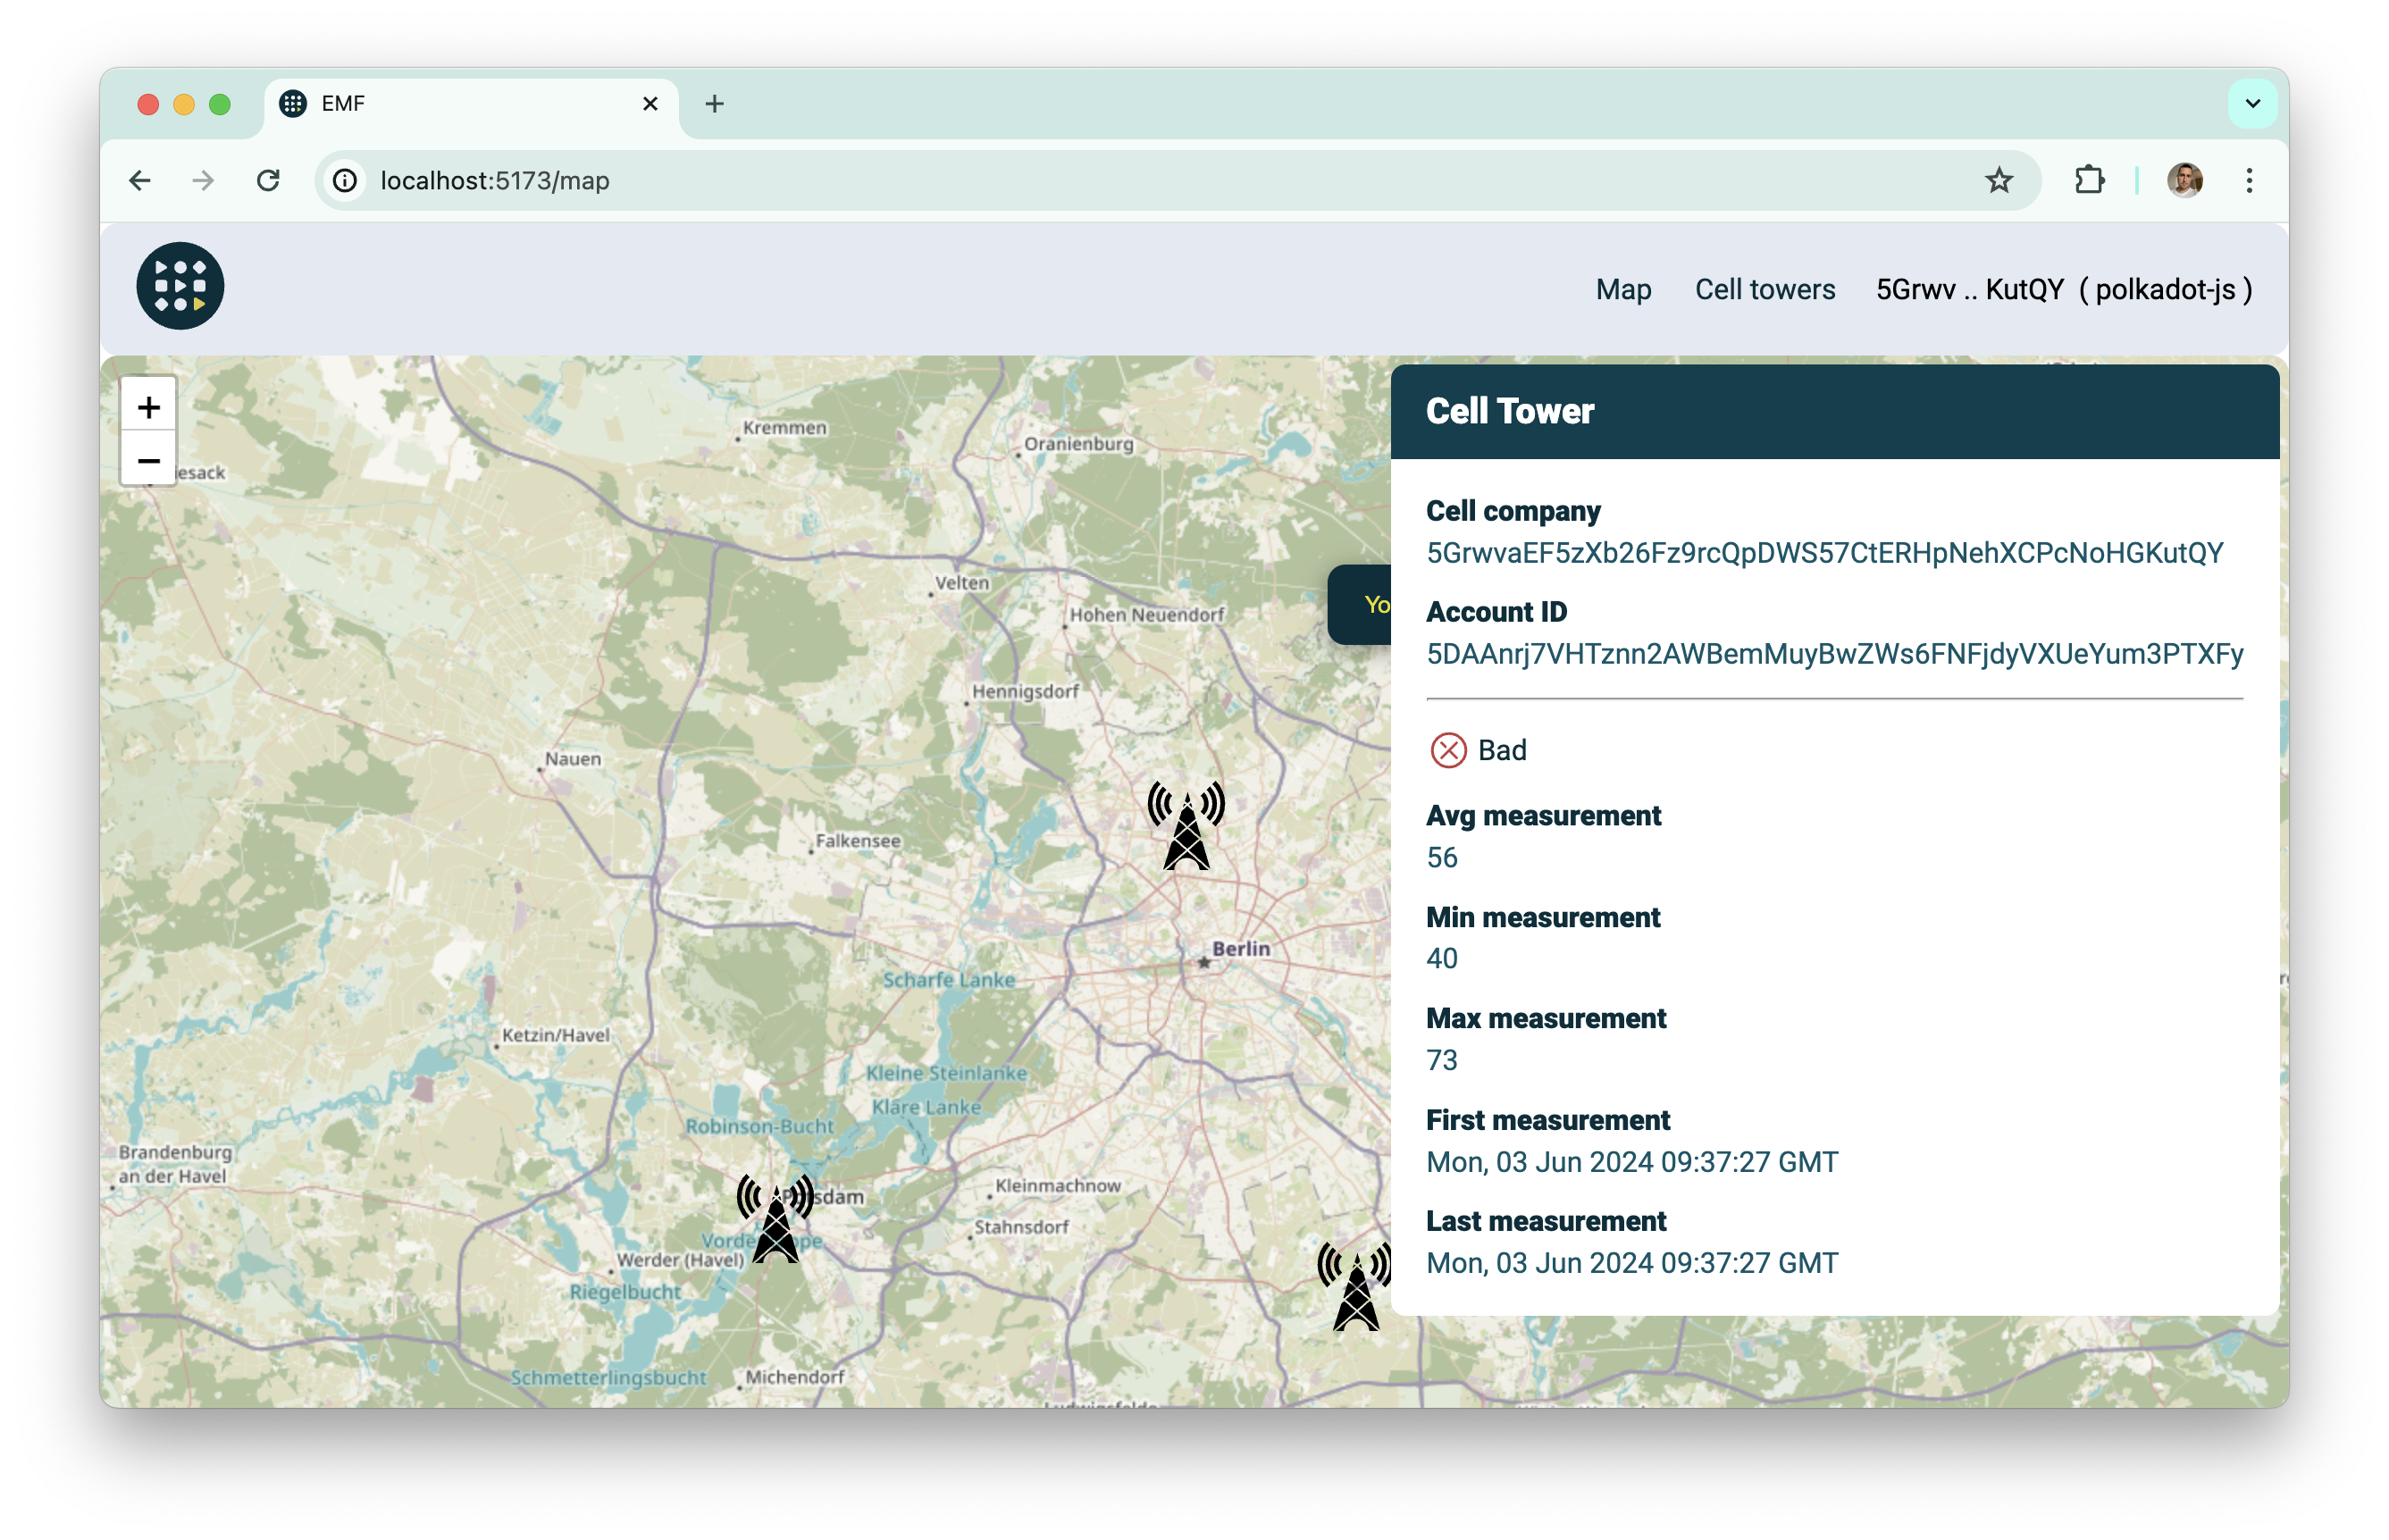 EMF
localhost:5173/map
Map
Cell towers
5Grwv .. KutQY ( polkadot-js )
+
−
Kremmen
Oranienburg
Velten
Hohen Neuendorf
Hennigsdorf
Nauen
Falkensee
Berlin
Scharfe Lanke
Ketzin/Havel
Kleine Steinlanke
Klare Lanke
Robinson-Bucht
Brandenburg
an der Havel
Kleinmachnow
Stahnsdorf
Werder (Havel)
Riegelbucht
Schmetterlingsbucht
Michendorf
Yo
Cell Tower
Cell company
5GrwvaEF5zXb26Fz9rcQpDWS57CtERHpNehXCPcNoHGKutQY
Account ID
5DAAnrj7VHTznn2AWBemMuyBwZWs6FNFjdyVXUeYum3PTXFy
Bad
Avg measurement
56
Min measurement
40
Max measurement
73
First measurement
Mon, 03 Jun 2024 09:37:27 GMT
Last measurement
Mon, 03 Jun 2024 09:37:27 GMT